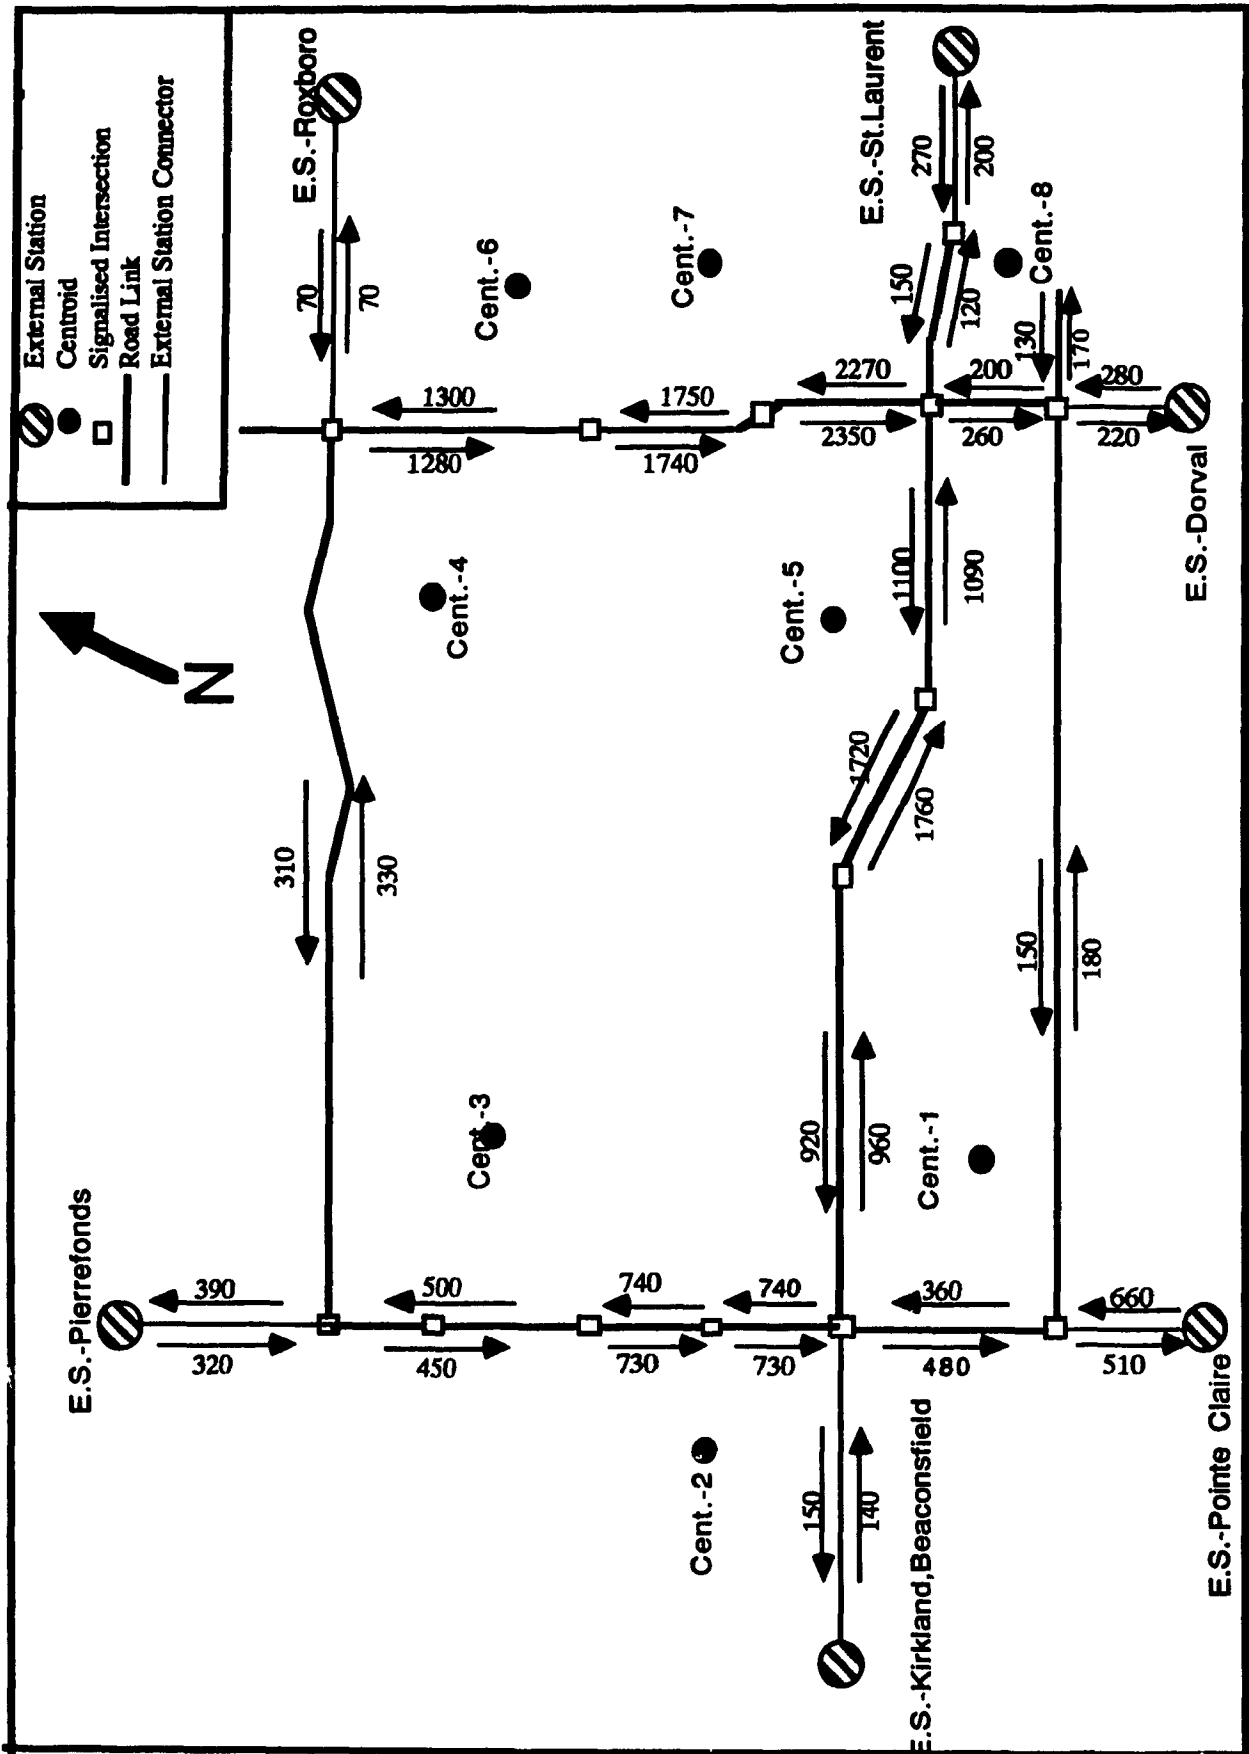 External Station
Centroid
Signalised Intersection
Road Link
External Station Connector
N
E.S.-Roxboro
70
70
Cent.-6
Cent.-7
E.S.-St.Laurent
270
200
150
120
Cent.-8
130
170
1300
1280
1750
1740
2270
2350
200
260
280
220
E.S.-Dorval
Cent.-4
Cent.-5
1100
1090
1720
1760
310
330
150
180
Cent.-3
920
960
Cent.-1
E.S.-Pierrefonds
390
320
500
450
740
730
740
730
360
480
660
510
E.S.-Pointe Claire
Cent.-2
150
140
E.S.-Kirkland,Beaconsfield